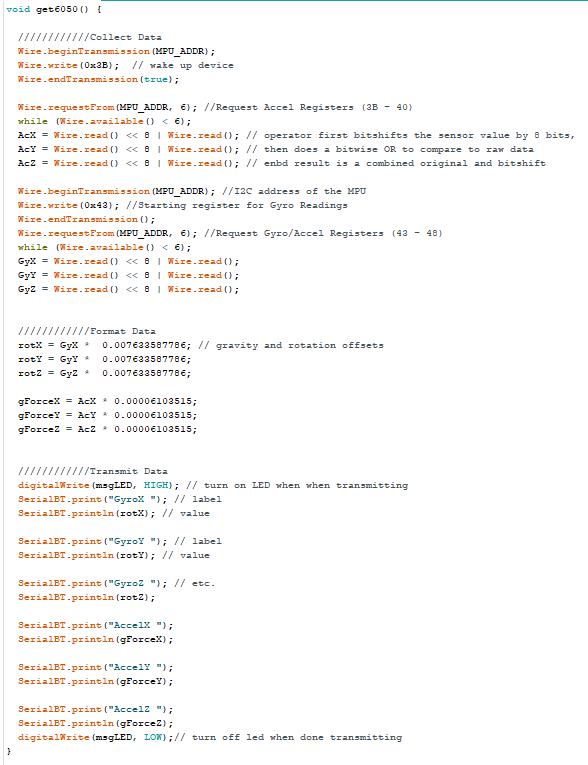 void get6050() {
////////////Collect Data
Wire.beginTransmission(MPU_ADDR);
Wire.write(0x3B);  // wake up device
Wire.endTransmission(true);
Wire.requestFrom(MPU_ADDR, 6); //Request Accel Registers (3B - 40)
while (Wire.available() < 6);
AcX = Wire.read() << 8 | Wire.read(); // operator first bitshifts the sensor value by 8 bits,
AcY = Wire.read() << 8 | Wire.read(); // then does a bitwise OR to compare to raw data
AcZ = Wire.read() << 8 | Wire.read(); // enbd result is a combined original and bitshift
Wire.beginTransmission(MPU_ADDR); //I2C address of the MPU
Wire.write(0x43); //Starting register for Gyro Readings
Wire.endTransmission();
Wire.requestFrom(MPU_ADDR, 6); //Request Gyro/Accel Registers (43 - 48)
while (Wire.available() < 6);
GyX = Wire.read() << 8 | Wire.read();
GyY = Wire.read() << 8 | Wire.read();
GyZ = Wire.read() << 8 | Wire.read();
////////////Format Data
rotX = GyX *  0.007633587786; // gravity and rotation offsets
rotY = GyY *  0.007633587786;
rotZ = GyZ *  0.007633587786;
gForceX = AcX * 0.00006103515;
gForceY = AcY * 0.00006103515;
gForceZ = AcZ * 0.00006103515;
////////////Transmit Data
digitalWrite(msgLED, HIGH); // turn on LED when when transmitting
SerialBT.print("GyroX "); // label
SerialBT.println(rotX); // value
SerialBT.print("GyroY "); // label
SerialBT.println(rotY); // value
SerialBT.print("GyroZ "); // etc.
SerialBT.println(rotZ);
SerialBT.print("AccelX ");
SerialBT.println(gForceX);
SerialBT.print("AccelY ");
SerialBT.println(gForceY);
SerialBT.print("AccelZ ");
SerialBT.println(gForceZ);
digitalWrite(msgLED, LOW);// turn off led when done transmitting
}